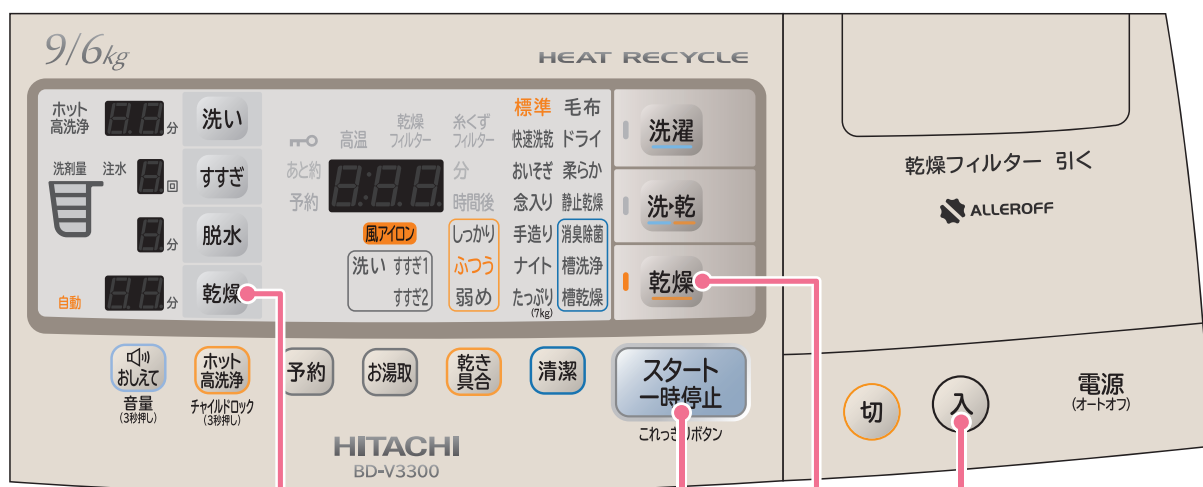 9/6kg
HEAT RECYCLE
ホット
高洗浄
分
洗い
洗剤量
注水
回
すすぎ
分
脱水
自動
分
乾燥
高温
乾燥
フィルター
糸くず
フィルター
あと約
予約
分
時間後
風アイロン
洗い すすぎ1
すすぎ2
しっかり
ふつう
弱め
標準 毛布
快速洗乾 ドライ
おいそぎ 柔らか
念入り 静止乾燥
手造り 消臭除菌
ナイト 槽洗浄
たっぷり 槽乾燥
(7kg)
洗濯
洗・乾
乾燥
乾燥フィルター 引く
ALLEROFF
おしえて
音量
(3秒押し)
ホット
高洗浄
チャイルドロック
(3秒押し)
予約
お湯取
乾き
具合
清潔
スタート
一時停止
これっきりボタン
切
入
電源
(オートオフ)
HITACHI
BD-V3300